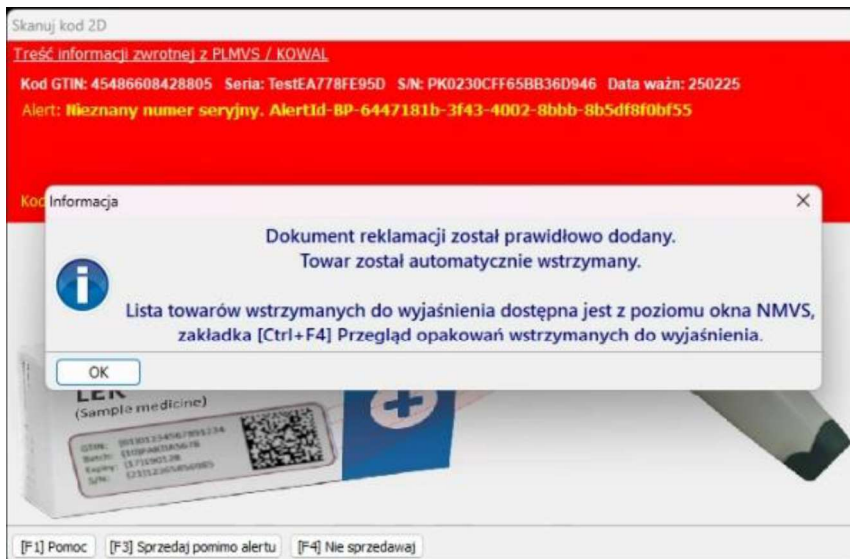 Skanuj kod 2D
Treść informacji zwrotnej z PLMVS / KOWAL
Kod GTIN: 45486608428805 Seria: TestEA778FE95D S/N: PK0230CFF65BB36D946 Data ważn: 250225
Alert: Nieznany numer seryjny. AlertId-BP-6447181b-3f43-4002-8bbb-8b5df8f0bf55
Informacja
Dokument reklamacji został prawidłowo dodany.
Towar został automatycznie wstrzymany.
Lista towarów wstrzymanych do wyjaśnienia dostępna jest z poziomu okna NMVS,
zakładka [Ctrl+F4] Przegląd opakowań wstrzymanych do wyjaśnienia.
OK
LEK
(Sample medicine)
GTIN:
Batch:
Expiry:
S/N:
[F1] Pomoc [F3] Sprzedaj pomimo alertu [F4] Nie sprzedawaj